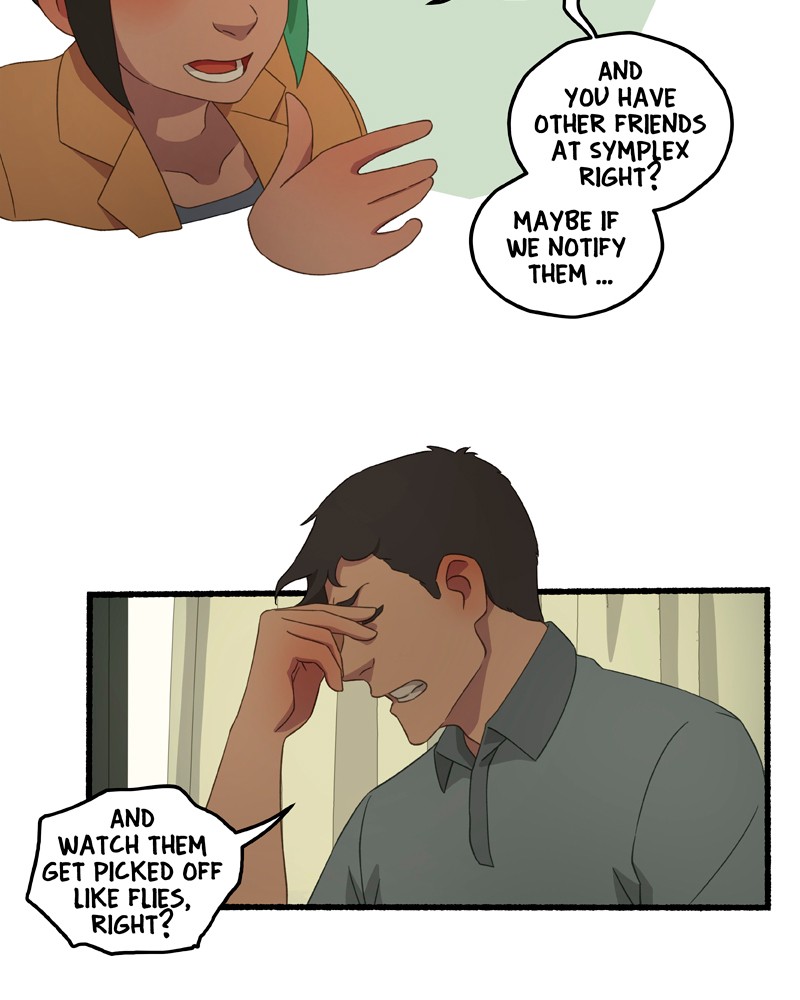 AND
YOU HAVE
OTHER FRIENDS
AT SYMPLEX
RIGHT?
MAYBE IF
WE NOTIFY
THEM ...
AND
WATCH THEM
GET PICKED OFF
LIKE FLIES,
RIGHT?